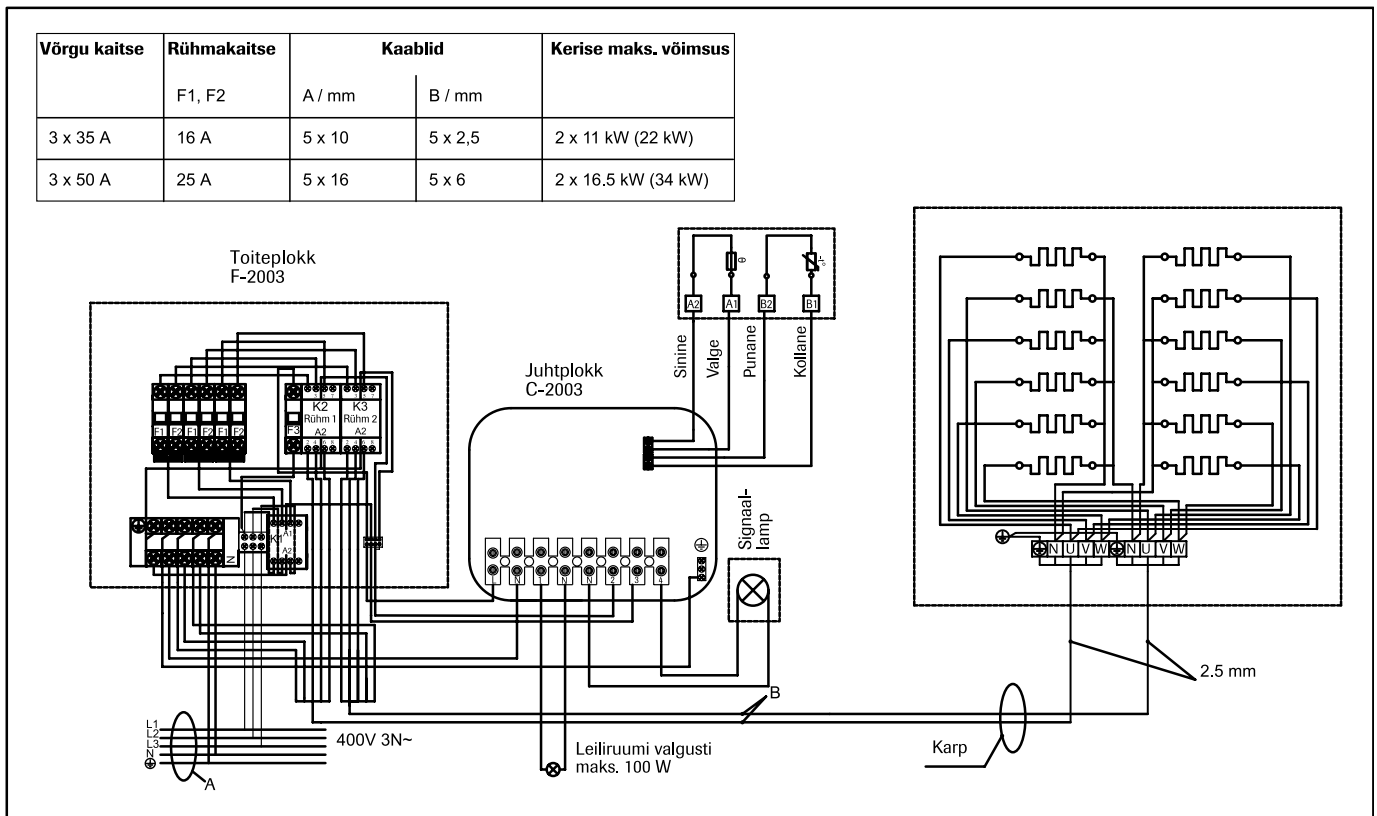 Võrgu kaitse Rühmakaitse Kaablid Kerise maks. võimsus
F1, F2 A / mm B / mm
3 x 35 A 16 A 5 x 10 5 x 2,5 2 x 11 kW (22 kW)
3 x 50 A 25 A 5 x 16 5 x 6 2 x 16.5 kW (34 kW)
Toiteplokk
F-2003
A2 A1 B2 B1
Sinine
Valge
Punane
Kollane
Juhtplokk
C-2003
F1 F2 F1 F2 F1 F2
F3
K2
Rühm 1
A2
K3
Rühm 2
A2
N
K1
A1
A2
N N N 2 3 4
Signaal-
lamp
N U V W N U V W
2.5 mm
B
L1
L2
L3
N
400V 3N~
A
Leiliruumi valgusti
maks. 100 W
Karp